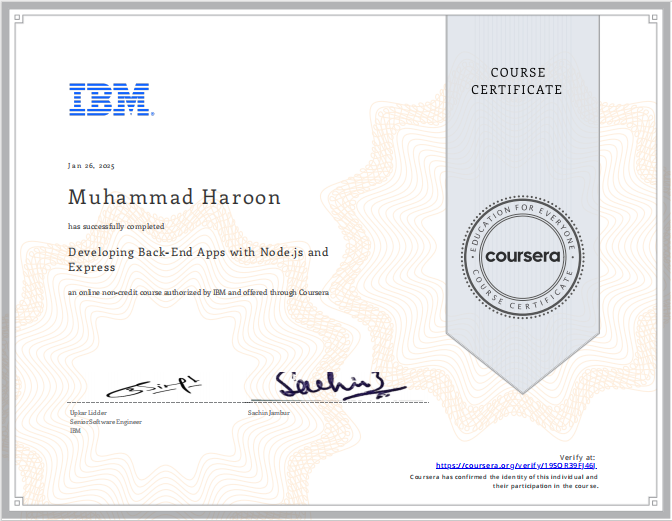 COURSE
CERTIFICATE
IBM
Jan 26, 2025
Muhammad Haroon
has successfully completed
Developing Back-End Apps with Node.js and
Express
an online non-credit course authorized by IBM and offered through Coursera
EDUCATION FOR EVERYONE
coursera
COURSE CERTIFICATE
Upkar Lidder
Senior Software Engineer
IBM
Sachin Jambur
Verify at:
https://coursera.org/verify/19SOR39FJ46J
Coursera has confirmed the identity of this individual and
their participation in the course.